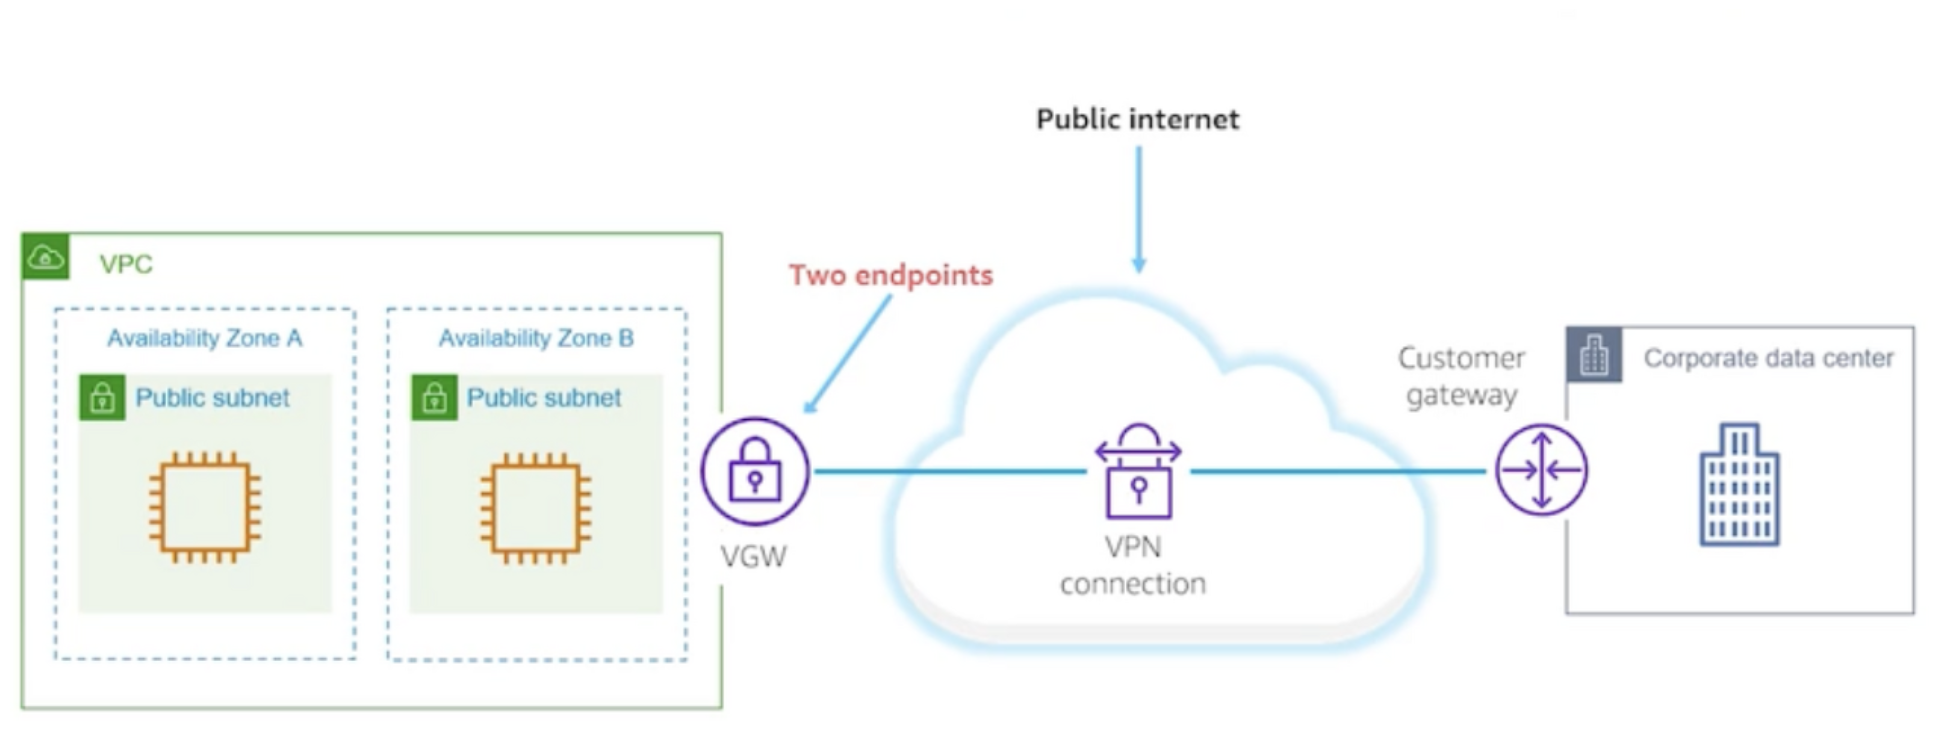 Public internet
VPC
Two endpoints
Availability Zone A
Availability Zone B
Public subnet
Public subnet
Customer
gateway
Corporate data center
VGW
VPN
connection